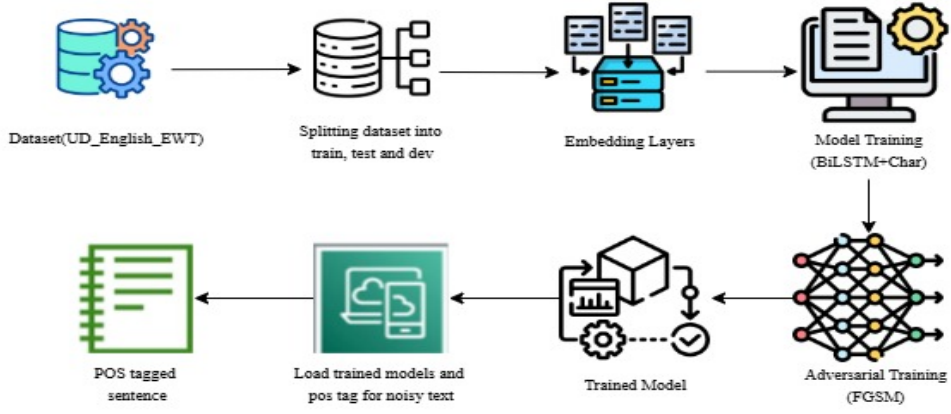 Dataset(UD_English_EWT)
Splitting dataset into
train, test and dev
Embedding Layers
Model Training
(BiLSTM+Char)
POS tagged
sentence
Load trained models and
pos tag for noisy text
Trained Model
Adversarial Training
(FGSM)